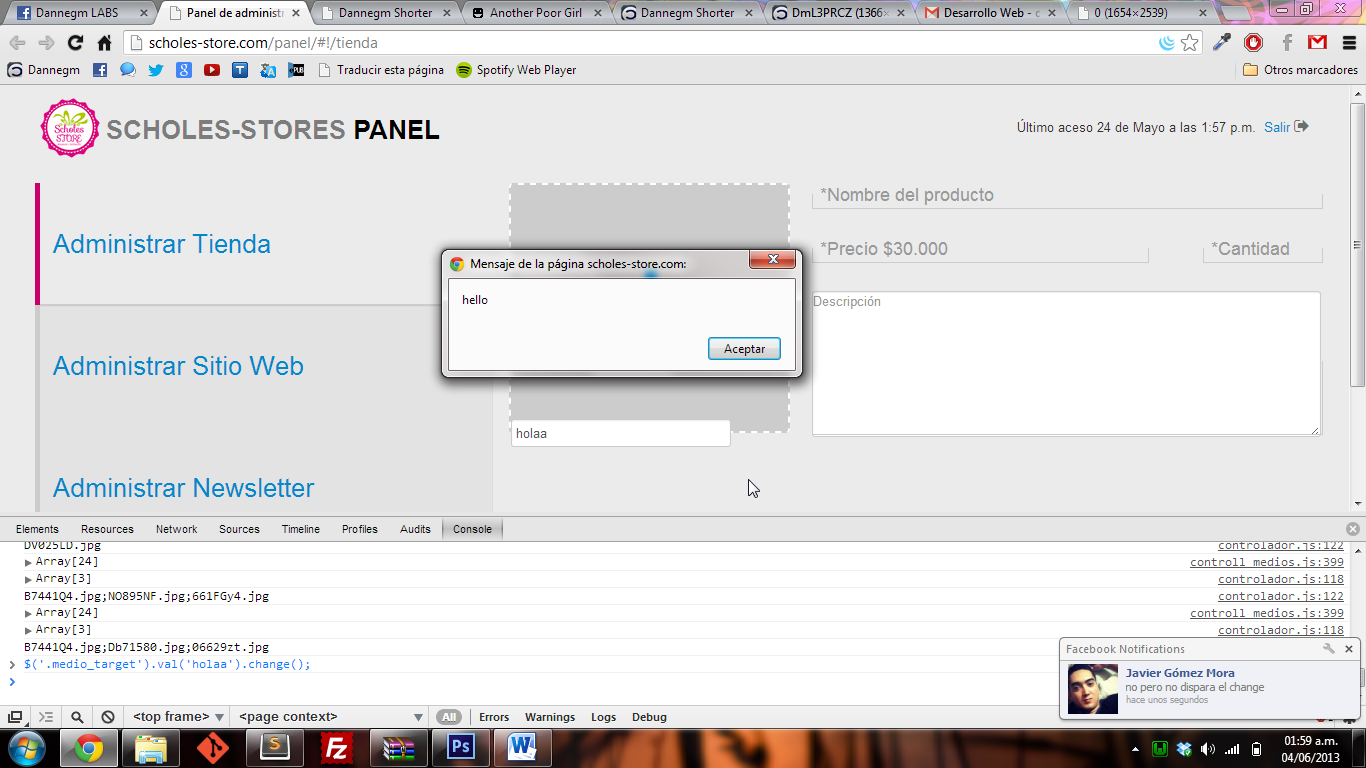 Dannegm LABS
Panel de administ
Dannegm Shorter
Another Poor Girl
Dannegm Shorter
DmL3PRCZ (1366×
Desarrollo Web -
0 (1654×2539)
scholes-store.com/panel/#!/tienda
Dannegm
Traducir esta página
Spotify Web Player
Otros marcadores
Scholes STORE
SCHOLES-STORES PANEL
Último aceso 24 de Mayo a las 1:57 p.m. Salir
Administrar Tienda
Administrar Sitio Web
Administrar Newsletter
*Nombre del producto
*Precio $30.000
*Cantidad
Descripción
Mensaje de la página scholes-store.com:
hello
Aceptar
holaa
Elements Resources Network Sources Timeline Profiles Audits Console
DV025LD.jpg controlador.js:122
Array[24] controll_medios.js:399
Array[3] controlador.js:118
B7441Q4.jpg;NO895NF.jpg;661FGy4.jpg controlador.js:122
Array[24] controll_medios.js:399
Array[3] controlador.js:118
B7441Q4.jpg;Db71580.jpg;06629zt.jpg
$('.medio_target').val('holaa').change();
Facebook Notifications
Javier Gómez Mora
no pero no dispara el change
hace unos segundos
<top frame> <page context> All Errors Warnings Logs Debug
01:59 a.m.
04/06/2013